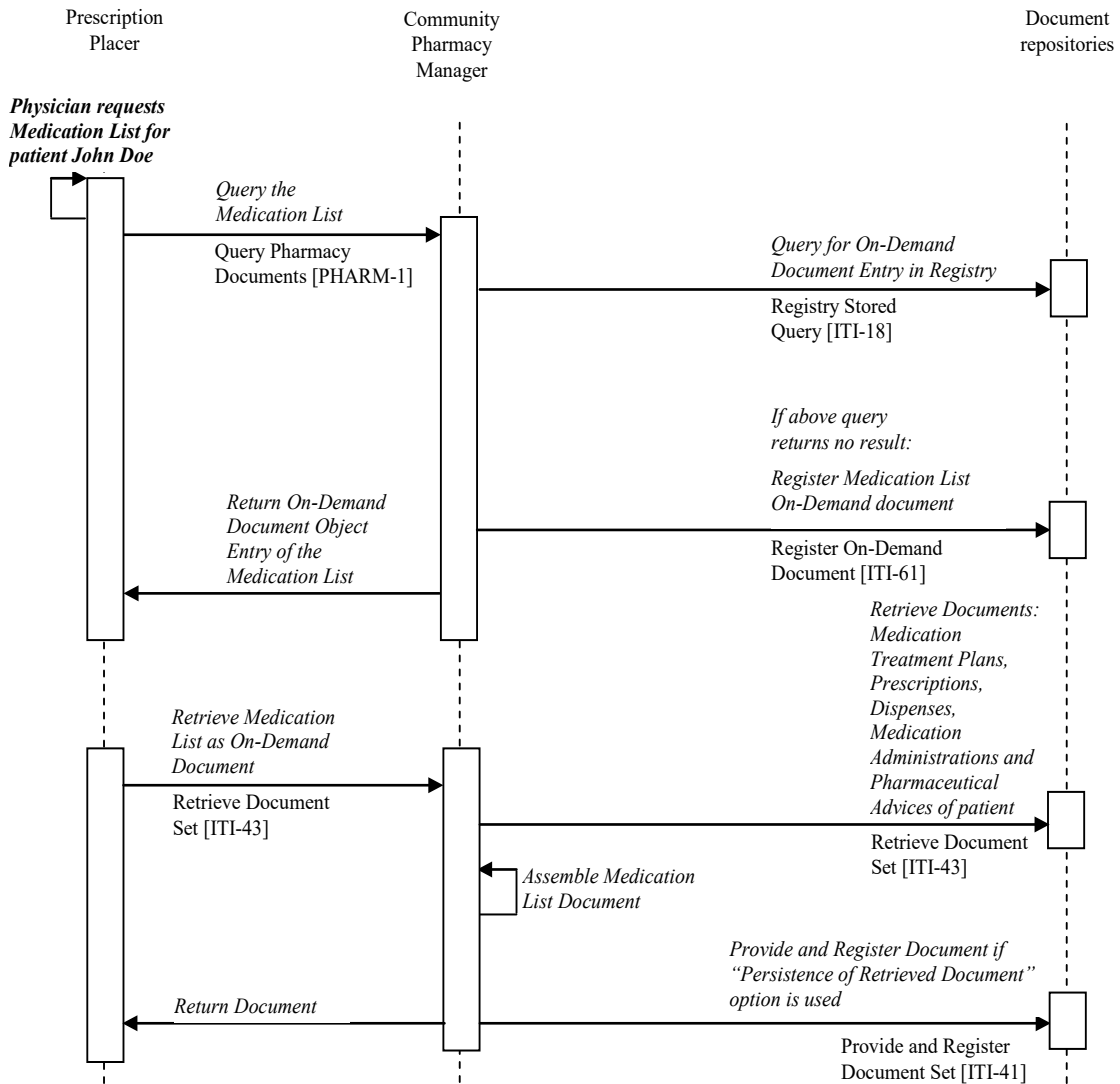 Prescription
Placer
Community
Pharmacy
Manager
Document
repositories
Physician requests
Medication List for
patient John Doe
Query the
Medication List
Query Pharmacy
Documents [PHARM-1]
Query for On-Demand
Document Entry in Registry
Registry Stored
Query [ITI-18]
If above query
returns no result:
Register Medication List
On-Demand document
Register On-Demand
Document [ITI-61]
Return On-Demand
Document Object
Entry of the
Medication List
Retrieve Documents:
Medication
Treatment Plans,
Prescriptions,
Dispenses,
Medication
Administrations and
Pharmaceutical
Advices of patient
Retrieve Medication
List as On-Demand
Document
Retrieve Document
Set [ITI-43]
Retrieve Document
Set [ITI-43]
Assemble Medication
List Document
Provide and Register Document if
“Persistence of Retrieved Document”
option is used
Return Document
Provide and Register
Document Set [ITI-41]